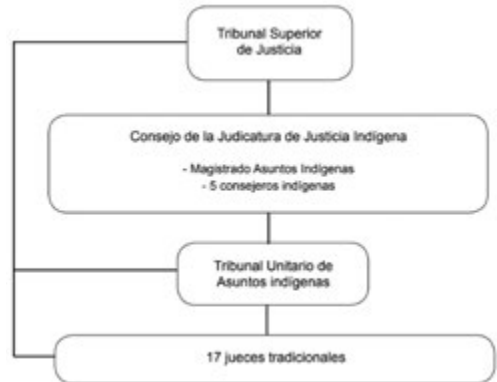 Tribunal Superior
de Justicia
Consejo de la Judicatura de Justicia Indígena
- Magistrado Asuntos Indígenas
- 5 consejeros indígenas
Tribunal Unitario de
Asuntos indígenas
17 jueces tradicionales